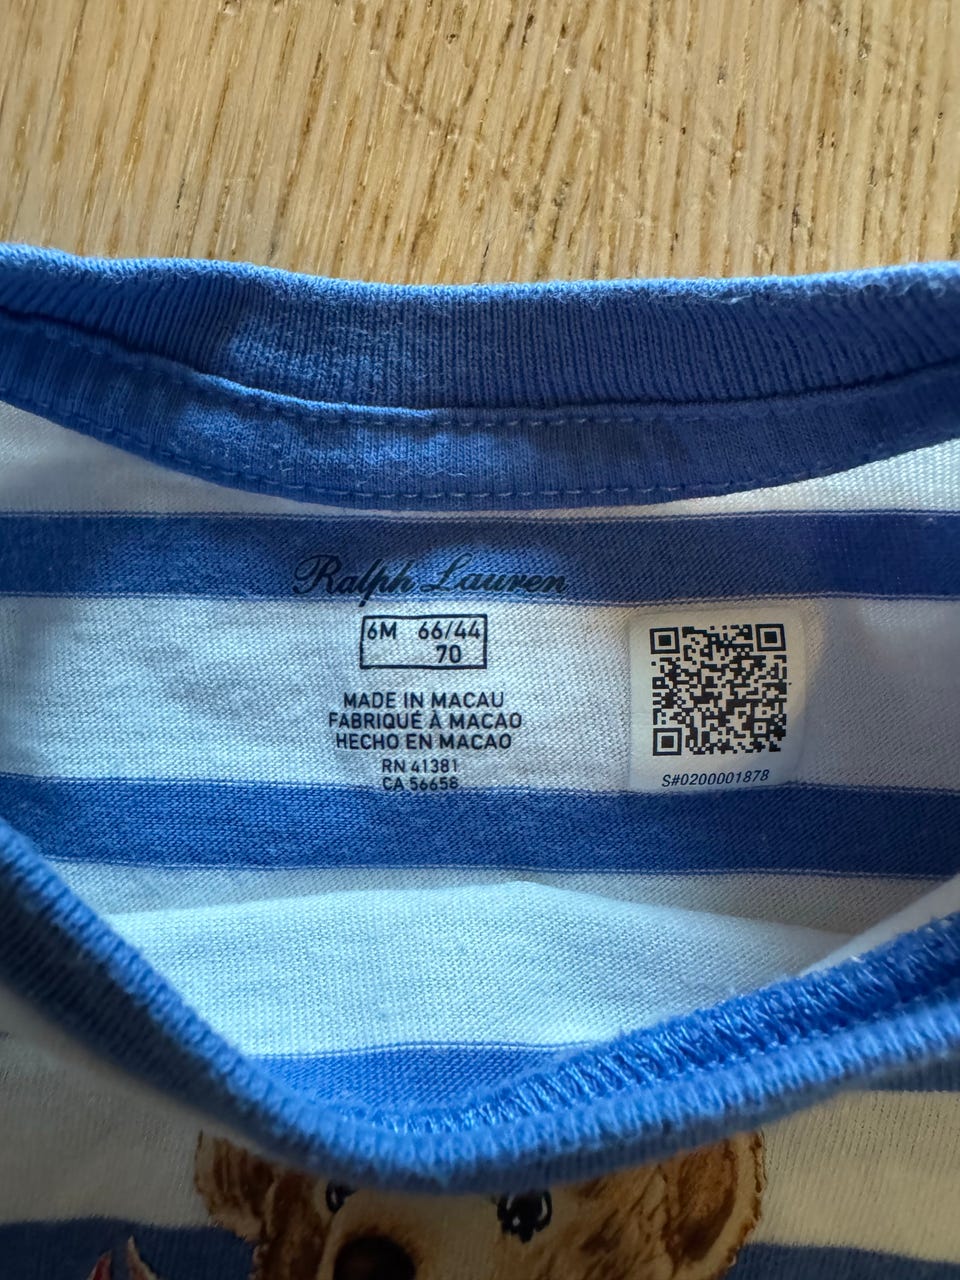 Ralph Lauren
6M 66/44
70
MADE IN MACAU
FABRIQUÉ À MACAO
HECHO EN MACAO
RN 41381
CA 56658
S#0200001878